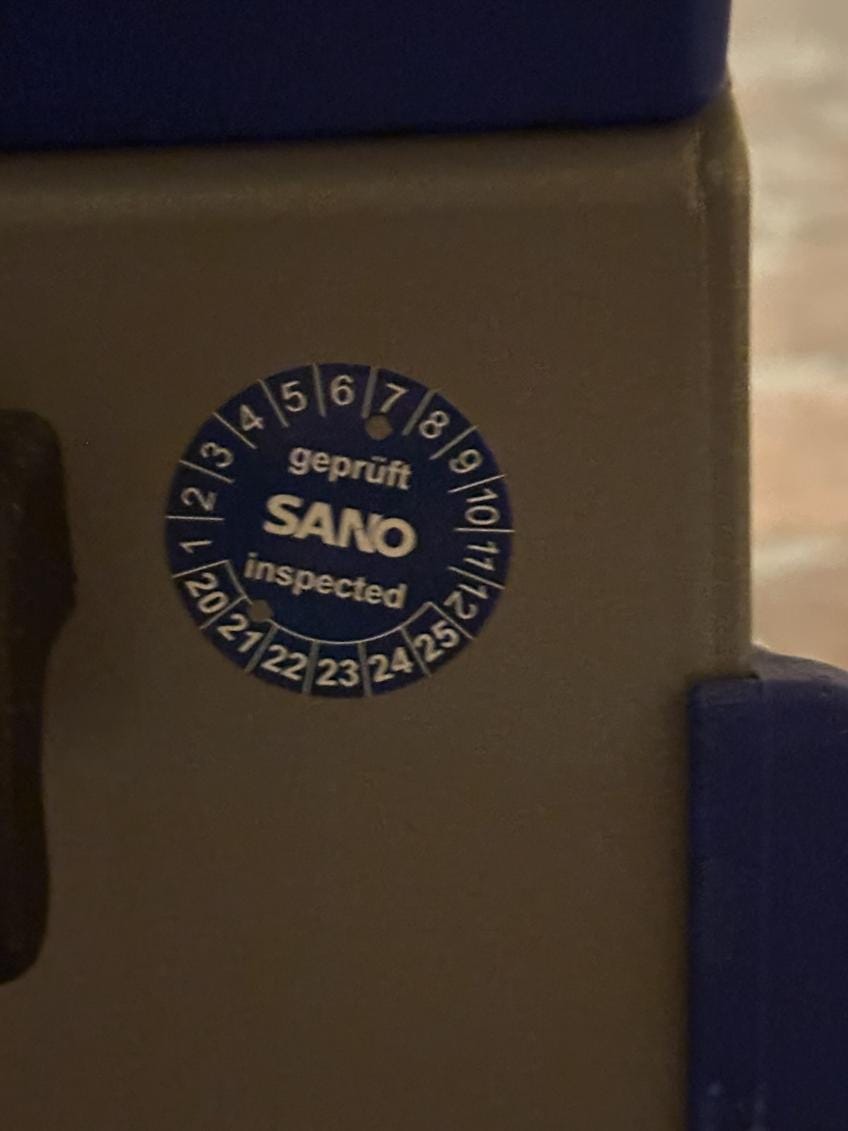 1 2 3 4 5 6 7 8 9 10 11 12
geprüft
SANO
inspected
20 21 22 23 24 25